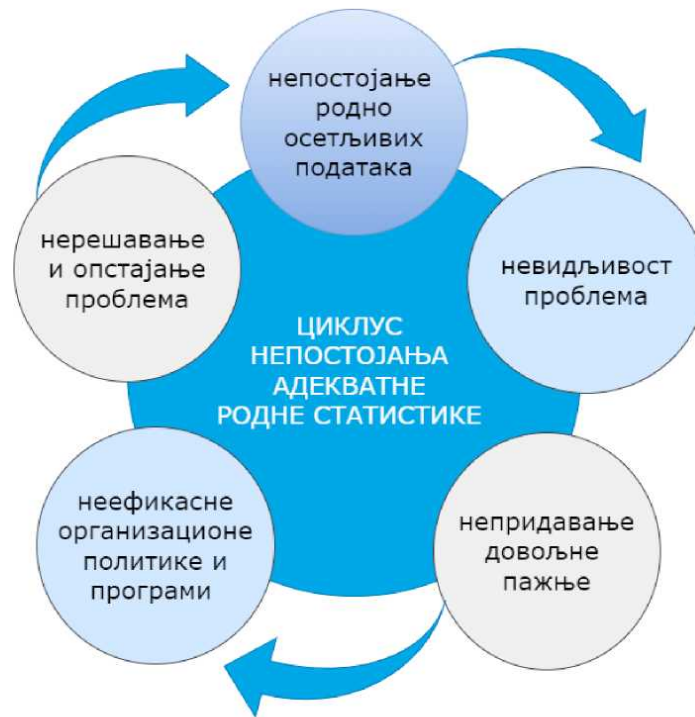 непостојање
родно
осетљивих
података
невидљивост
проблема
непридавање
довољне
пажње
неефикасне
организационе
политике и
програми
нерешавање
и опстајање
проблема
ЦИКЛУС
НЕПОСТОЈАЊА
АДЕКВАТНЕ
РОДНЕ СТАТИСТИКЕ